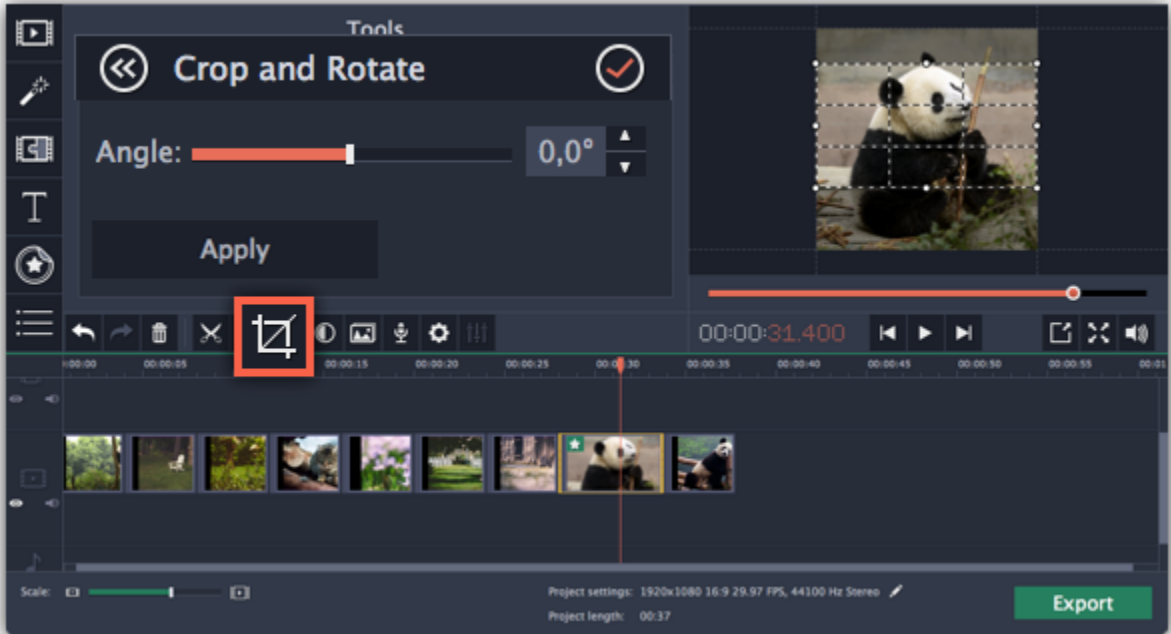 Tools
Crop and Rotate
Angle:
0,0°
Apply
T
00:00:31.400
00:00:05
00:00:15
00:00:20
00:00:25
00:00:35
00:00:40
00:00:45
00:00:50
00:00:55
Scale:
Project settings: 1920x1080 16:9 29.97 FPS, 44100 Hz Stereo
Project length: 00:37
Export